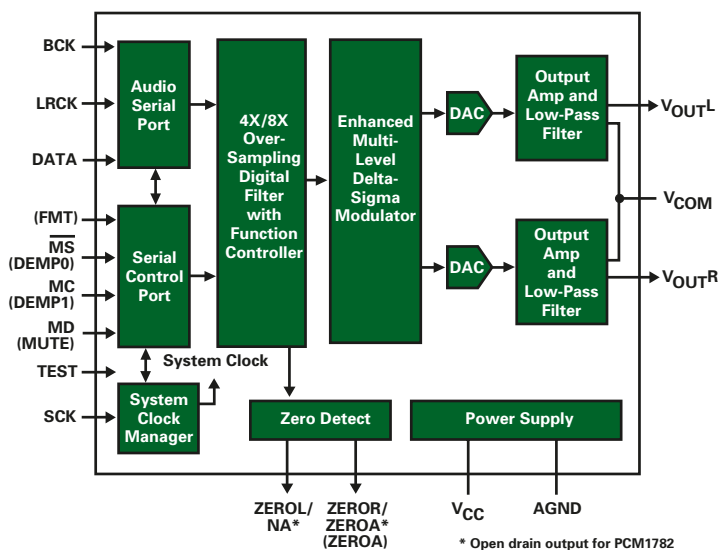 BCK
LRCK
DATA
(FMT)
MS
(DEMP0)
MC
(DEMP1)
MD
(MUTE)
TEST
SCK
Audio
Serial
Port
Serial
Control
Port
System Clock
System
Clock
Manager
4X/8X
Over-
Sampling
Digital
Filter
with
Function
Controller
Enhanced
Multi-
Level
Delta-
Sigma
Modulator
DAC
DAC
Output
Amp and
Low-Pass
Filter
Output
Amp
and
Low-Pass
Filter
VOUTL
VCOM
VOUTR
Zero Detect
Power Supply
ZEROL/
NA*
ZEROR/
ZEROA*
(ZEROA)
VCC
AGND
* Open drain output for PCM1782